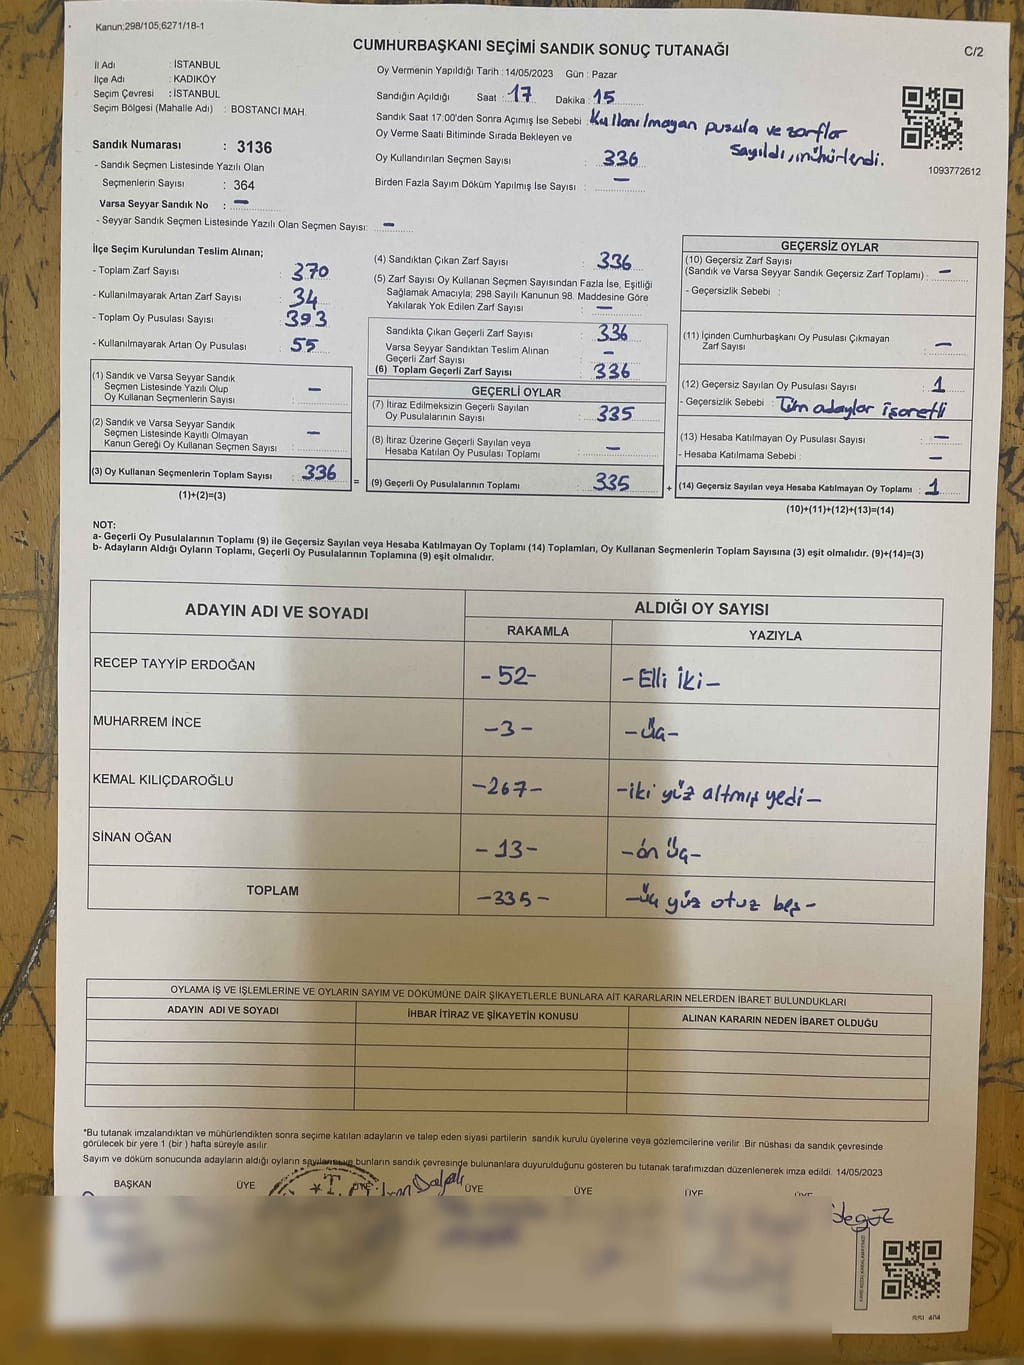 Kanun;298/105,6271/18-1
CUMHURBAŞKANI SEÇİMİ SANDIK SONUÇ TUTANAĞI
C/2
İl Adı : İSTANBUL
İlçe Adı : KADIKÖY
Seçim Çevresi : İSTANBUL
Seçim Bölgesi (Mahalle Adı) : BOSTANCI MAH.
Sandık Numarası : 3136
- Sandık Seçmen Listesinde Yazılı Olan
Seçmenlerin Sayısı : 364
Varsa Seyyar Sandık No : -
- Seyyar Sandık Seçmen Listesinde Yazılı Olan Seçmen Sayısı: -
Oy Vermenin Yapıldığı Tarih : 14/05/2023 Gün : Pazar
Sandığın Açıldığı Saat : 17 Dakika : 15
Sandık Saat 17:00'den Sonra Açımış İse Sebebi : Kullanılmayan pusula ve zarflar
sayıldı, mühürlendi.
Oy Verme Saati Bitiminde Sırada Bekleyen ve
Oy Kullandırılan Seçmen Sayısı : 336
Birden Fazla Sayım Döküm Yapılmış İse Sayısı : -
1093772612
İlçe Seçim Kurulundan Teslim Alınan;
- Toplam Zarf Sayısı : 370
- Kullanılmayarak Artan Zarf Sayısı : 34
- Toplam Oy Pusulası Sayısı : 393
- Kullanılmayarak Artan Oy Pusulası : 55
(1) Sandık ve Varsa Seyyar Sandık
Seçmen Listesinde Yazılı Olup
Oy Kullanan Seçmenlerin Sayısı : -
(2) Sandık ve Varsa Seyyar Sandık
Seçmen Listesinde Kayıtlı Olmayan
Kanun Gereği Oy Kullanan Seçmen Sayısı : -
(3) Oy Kullanan Seçmenlerin Toplam Sayısı : 336
(1)+(2)=(3)
(4) Sandıktan Çıkan Zarf Sayısı : 336
(5) Zarf Sayısı Oy Kullanan Seçmen Sayısından Fazla İse, Eşitliği
Sağlamak Amacıyla; 298 Sayılı Kanunun 98. Maddesine Göre
Yakılarak Yok Edilen Zarf Sayısı : -
Sandıkta Çıkan Geçerli Zarf Sayısı : 336
Varsa Seyyar Sandıktan Teslim Alınan
Geçerli Zarf Sayısı : -
(6) Toplam Geçerli Zarf Sayısı : 336
GEÇERLİ OYLAR
(7) İtiraz Edilmeksizin Geçerli Sayılan
Oy Pusulalarının Sayısı : 335
(8) İtiraz Üzerine Geçerli Sayılan veya
Hesaba Katılan Oy Pusulası Toplamı : -
= (9) Geçerli Oy Pusulalarının Toplamı : 335 +
GEÇERSİZ OYLAR
(10) Geçersiz Zarf Sayısı
(Sandık ve Varsa Seyyar Sandık Geçersiz Zarf Toplamı) : -
- Geçersizlik Sebebi :
(11) İçinden Cumhurbaşkanı Oy Pusulası Çıkmayan
Zarf Sayısı : -
(12) Geçersiz Sayılan Oy Pusulası Sayısı : 1
- Geçersizlik Sebebi : Tüm adaylar işaretli
(13) Hesaba Katılmayan Oy Pusulası Sayısı : -
- Hesaba Katılmama Sebebi : -
(14) Geçersiz Sayılan veya Hesaba Katılmayan Oy Toplamı : 1
(10)+(11)+(12)+(13)=(14)
NOT:
a- Geçerli Oy Pusulalarının Toplamı (9) ile Geçersiz Sayılan veya Hesaba Katılmayan Oy Toplamı (14) Toplamları, Oy Kullanan Seçmenlerin Toplam Sayısına (3) eşit olmalıdır. (9)+(14)=(3)
b- Adayların Aldığı Oyların Toplamı, Geçerli Oy Pusulalarının Toplamına (9) eşit olmalıdır.
ADAYIN ADI VE SOYADI ALDIĞI OY SAYISI
RAKAMLA YAZIYLA
RECEP TAYYİP ERDOĞAN -52- -Elli iki-
MUHARREM İNCE -3- -üç-
KEMAL KILIÇDAROĞLU -267- -iki yüz altmış yedi-
SİNAN OĞAN -13- -ön üç-
TOPLAM -335- -üç yüz otuz beş-
OYLAMA İŞ VE İŞLEMLERİNE VE OYLARIN SAYIM VE DÖKÜMÜNE DAİR ŞİKAYETLERLE BUNLARA AİT KARARLARIN NELERDEN İBARET BULUNDUKLARI
ADAYIN ADI VE SOYADI İHBAR İTİRAZ VE ŞİKAYETİN KONUSU ALINAN KARARIN NEDEN İBARET OLDUĞU
*Bu tutanak imzalandıktan ve mühürlendikten sonra seçime katılan adayların ve talep eden siyasi partilerin sandık kurulu üyelerine veya gözlemcilerine verilir .Bir nüshası da sandık çevresinde
görülecek bir yere 1 (bir ) hafta süreyle asılır
Sayım ve döküm sonucunda adayların aldığı oyların sayılarını ve bunların sandık çevresinde bulunanlara duyurulduğunu gösteren bu tutanak tarafımızdan düzenlenerek imza edildi. 14/05/2023
BAŞKAN ÜYE ÜYE ÜYE ÜYE ÜYE ÜYE
★T.